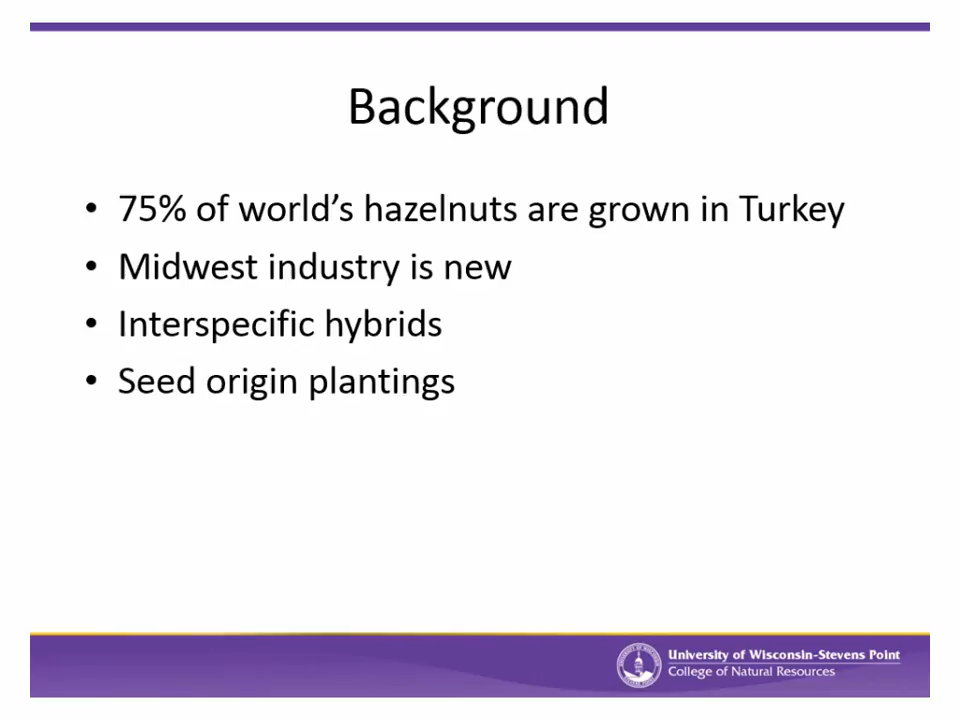 Background
• 75% of world's hazelnuts are grown in Turkey
• Midwest industry is new
• Interspecific hybrids
• Seed origin plantings
University of Wisconsin-Stevens Point
College of Natural Resources